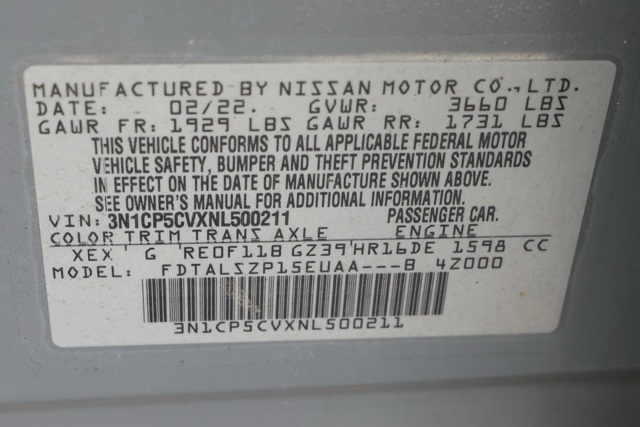 MANUFACTURED BY NISSAN MOTOR CO., LTD.
DATE: 02/22. GVWR: 3660 LBS
GAWR FR: 1929 LBS GAWR RR: 1731 LBS
THIS VEHICLE CONFORMS TO ALL APPLICABLE FEDERAL MOTOR
VEHICLE SAFETY, BUMPER AND THEFT PREVENTION STANDARDS
IN EFFECT ON THE DATE OF MANUFACTURE SHOWN ABOVE.
SEE OWNER'S MANUAL FOR ADDITIONAL INFORMATION.
VIN: 3N1CP5CVXNL500211 PASSENGER CAR.
COLOR TRIM TRANS AXLE ENGINE
XEX G RE0F11B GZ39 HR16DE 1598 CC
MODEL: FDTALSZP15EUAA---B 4Z000
3N1CP5CVXNL500211